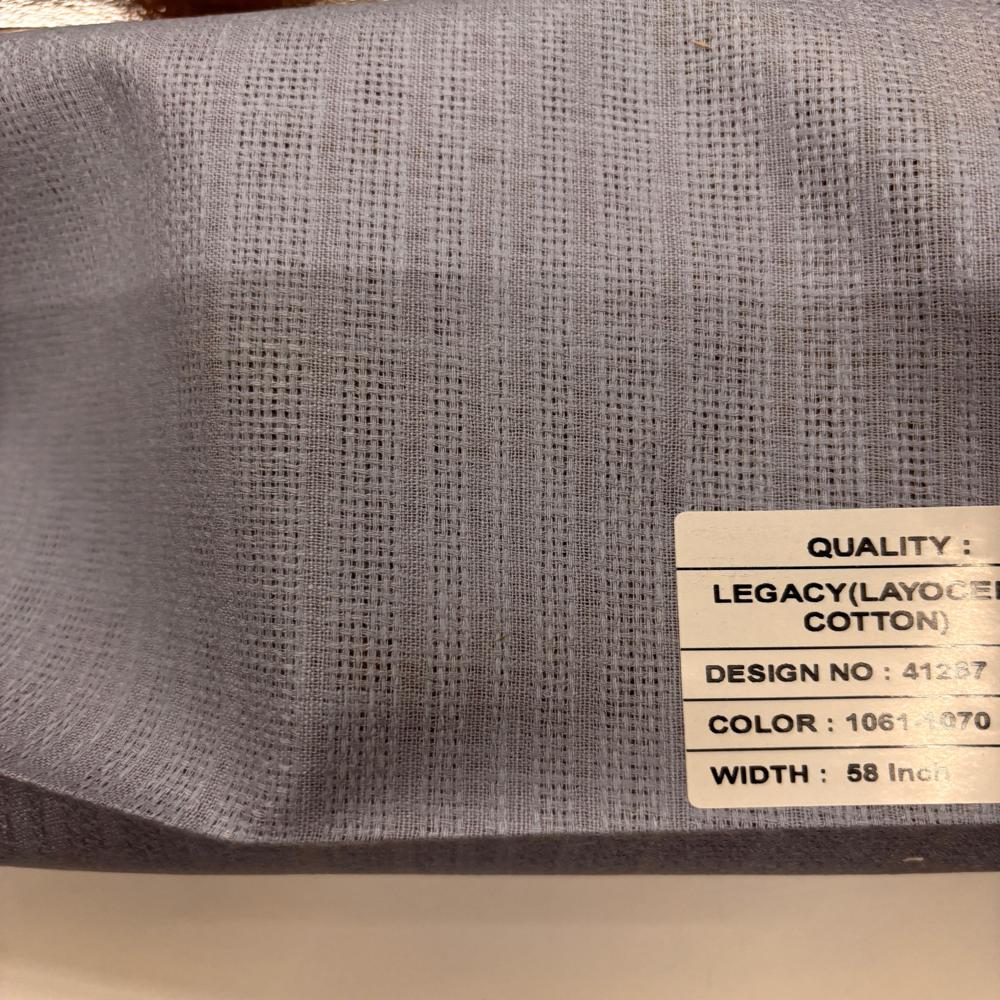 QUALITY :
LEGACY(LAYOCE
COTTON)
DESIGN NO : 41287
COLOR : 1061-1070
WIDTH : 58 Inch